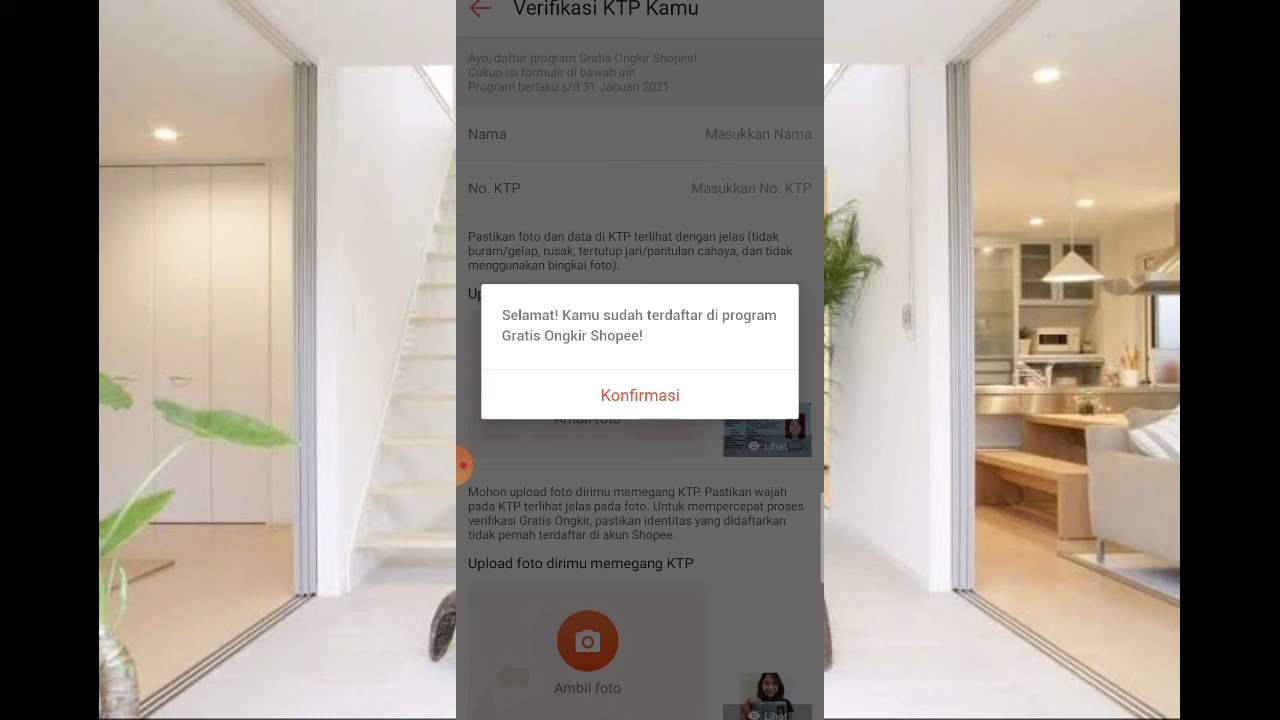 Verifikasi KTP Kamu
Ayo, daftar program Gratis Ongkir Shopee!
Cukup isi formulir di bawah ini!
Program berlaku s/d 31 Januari 2021.
Nama Masukkan Nama
No. KTP Masukkan No. KTP
Pastikan foto dan data di KTP terlihat dengan jelas (tidak
buram/gelap, rusak, tertutup jari/pantulan cahaya, dan tidak
menggunakan bingkai foto).
Selamat! Kamu sudah terdaftar di program
Gratis Ongkir Shopee!
Konfirmasi
Ambil foto
Lihat
Mohon upload foto dirimu memegang KTP. Pastikan wajah
pada KTP terlihat jelas pada foto. Untuk mempercepat proses
verifikasi Gratis Ongkir, pastikan identitas yang didaftarkan
tidak pernah terdaftar di akun Shopee.
Upload foto dirimu memegang KTP
Ambil foto
Lihat